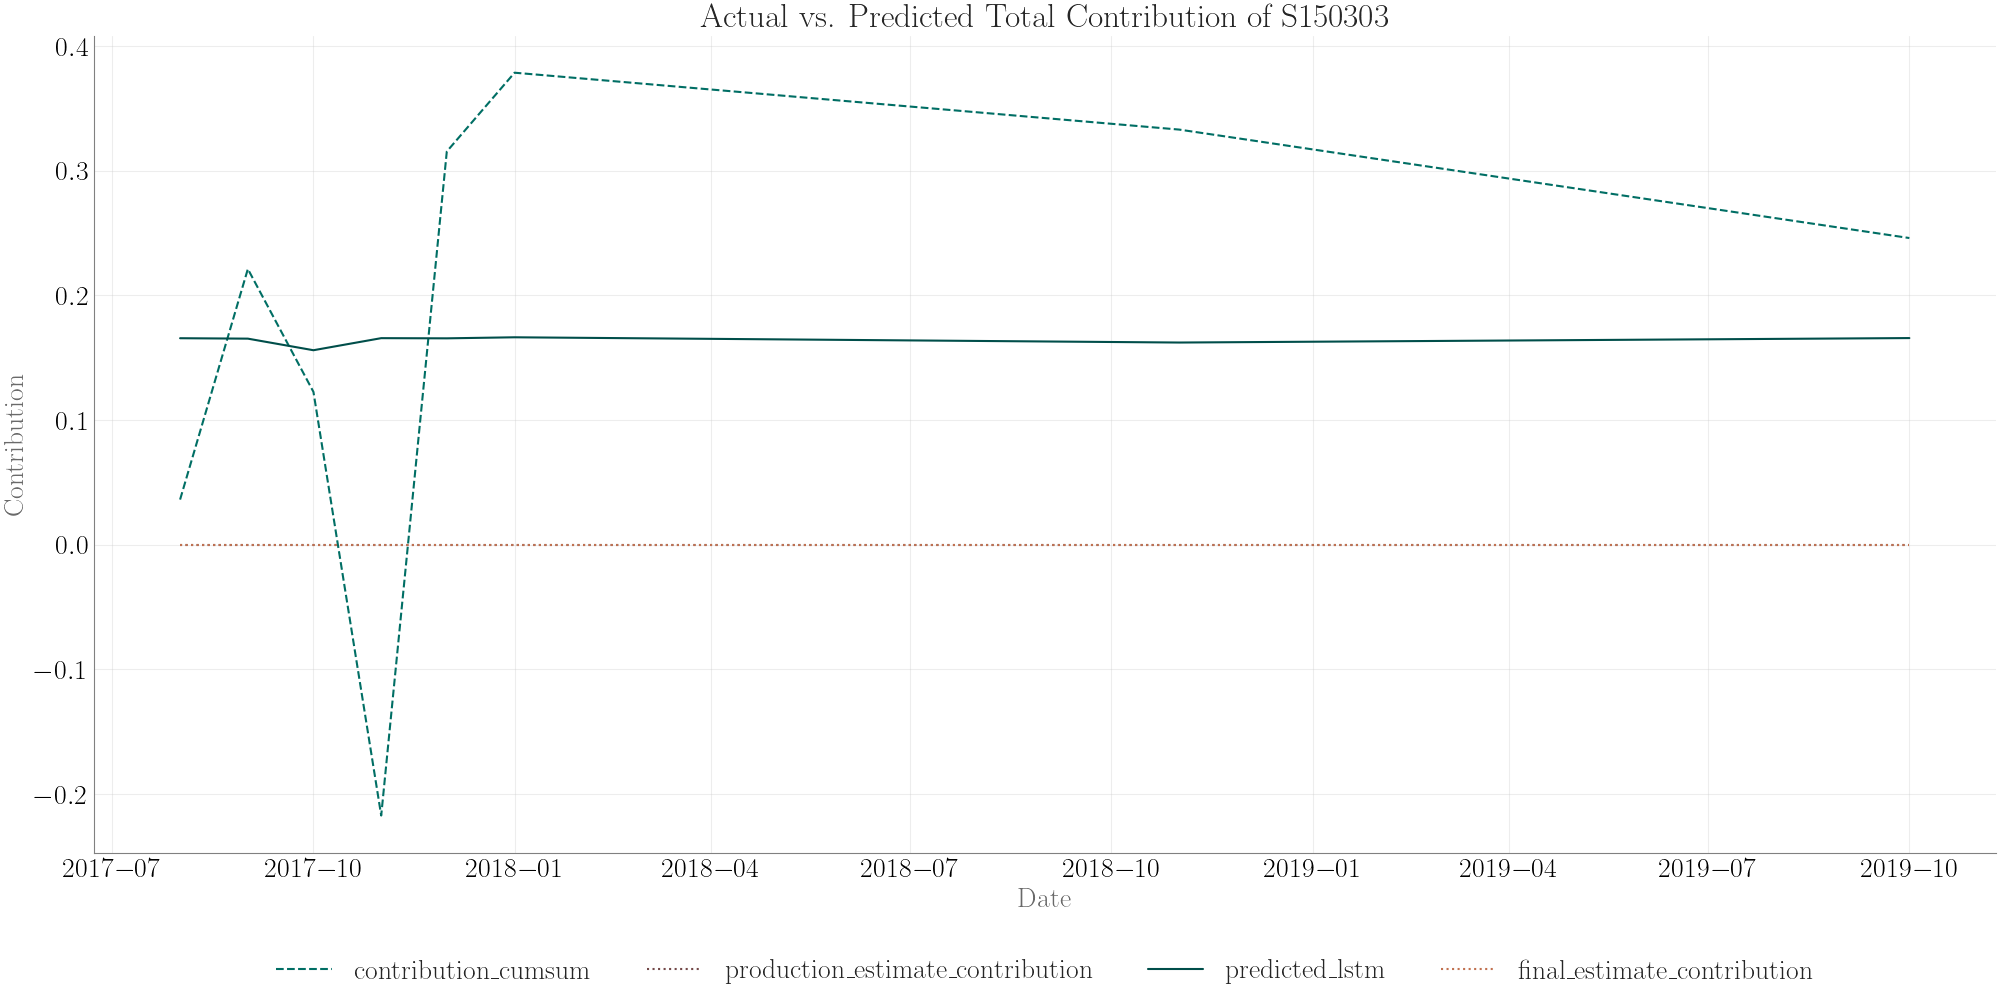 Actual vs. Predicted Total Contribution of S150303
0.4
0.3
0.2
0.1
0.0
−0.1
−0.2
Contribution
2017−07 2017−10 2018−01 2018−04 2018−07 2018−10 2019−01 2019−04 2019−07 2019−10
Date
contribution_cumsum production_estimate_contribution predicted_lstm final_estimate_contribution